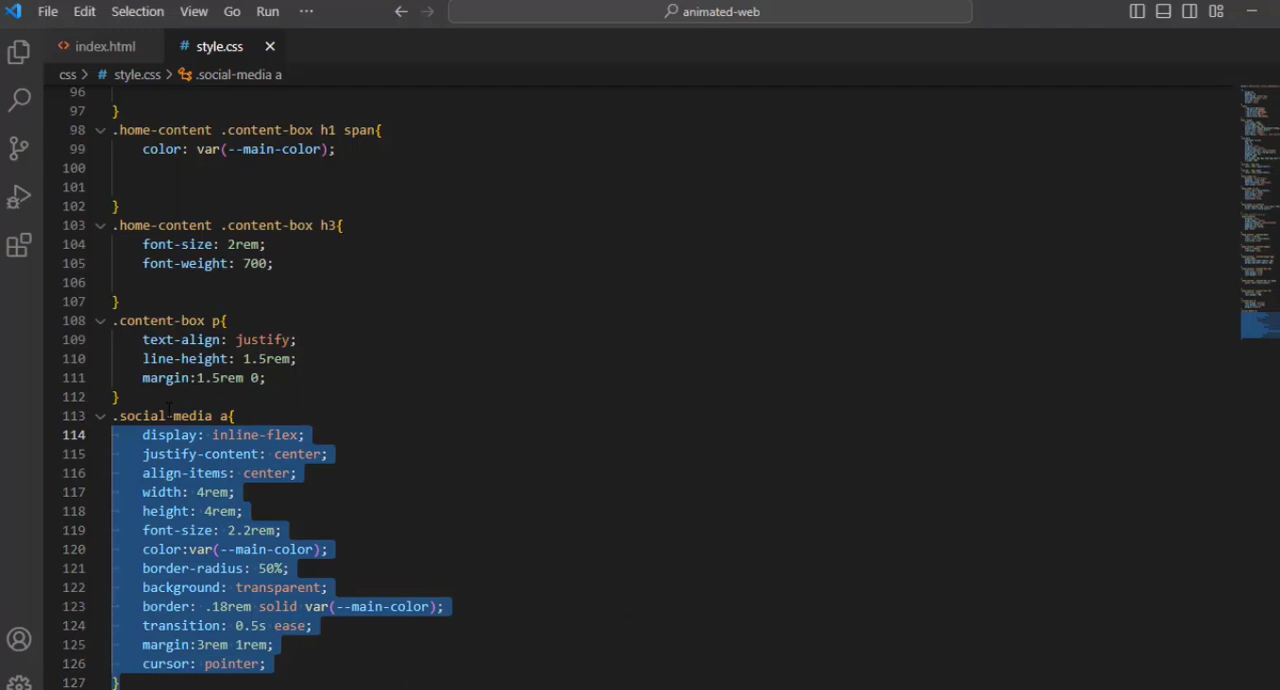 File Edit Selection View Go Run ··· ← → animated-web
index.html # style.css ×
css > # style.css > .social-media a
96
97 }
98 .home-content .content-box h1 span{
99 color: var(--main-color);
100
101
102 }
103 .home-content .content-box h3{
104 font-size: 2rem;
105 font-weight: 700;
106
107 }
108 .content-box p{
109 text-align: justify;
110 line-height: 1.5rem;
111 margin:1.5rem 0;
112 }
113 .social-media a{
114 display: inline-flex;
115 justify-content: center;
116 align-items: center;
117 width: 4rem;
118 height: 4rem;
119 font-size: 2.2rem;
120 color:var(--main-color);
121 border-radius: 50%;
122 background: transparent;
123 border: .18rem solid var(--main-color);
124 transition: 0.5s ease;
125 margin:3rem 1rem;
126 cursor: pointer;
127 }